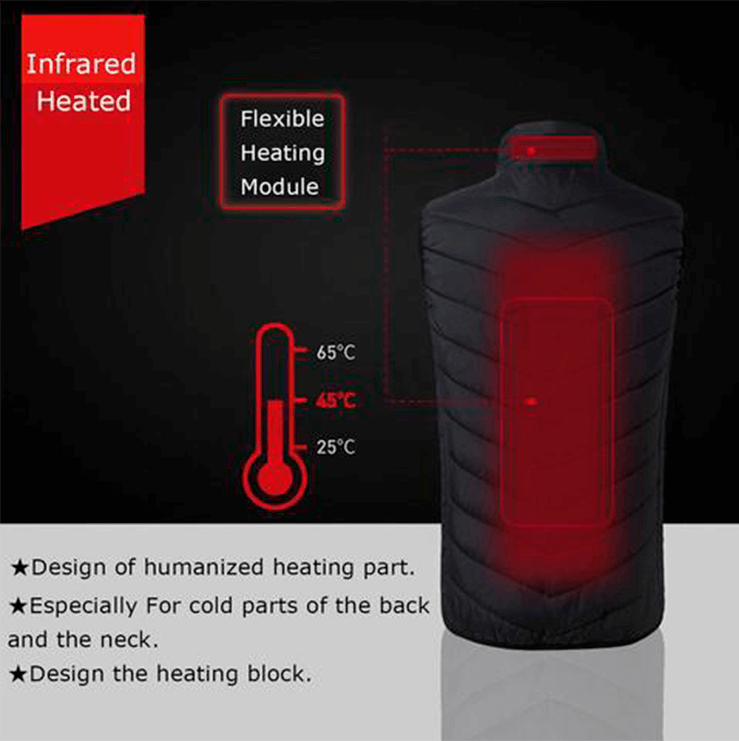 Infrared
Heated
Flexible
Heating
Module
65°C
45°C
25°C
★Design of humanized heating part.
★Especially For cold parts of the back
and the neck.
★Design the heating block.